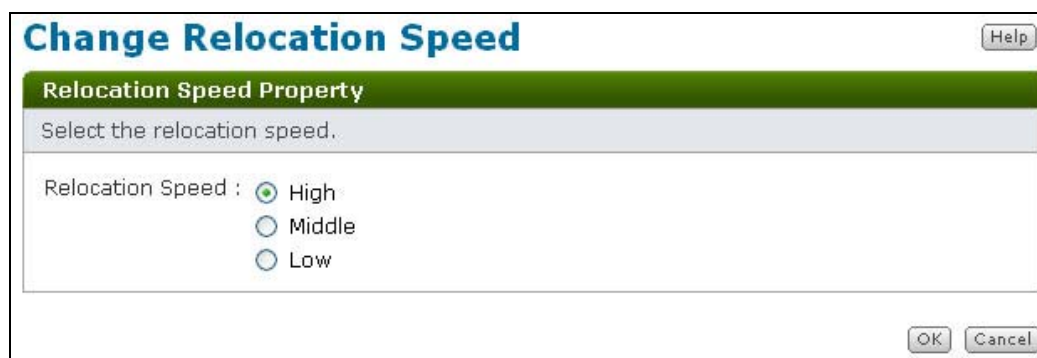 Change Relocation Speed
Help
Relocation Speed Property
Select the relocation speed.
Relocation Speed : High
Middle
Low
OK Cancel